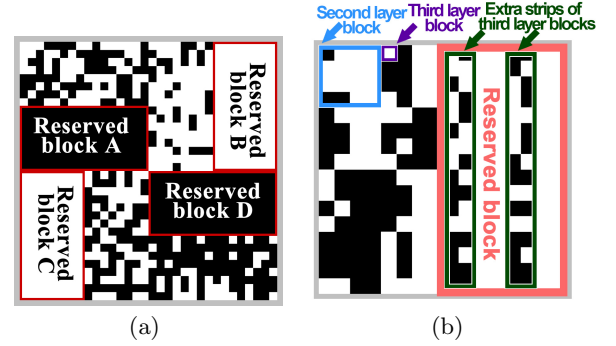 Second layer
block
Third layer
block
Extra strips of
third layer blocks
Reserved
block A
Reserved
block B
Reserved
block C
Reserved
block D
Reserved block
(a)
(b)